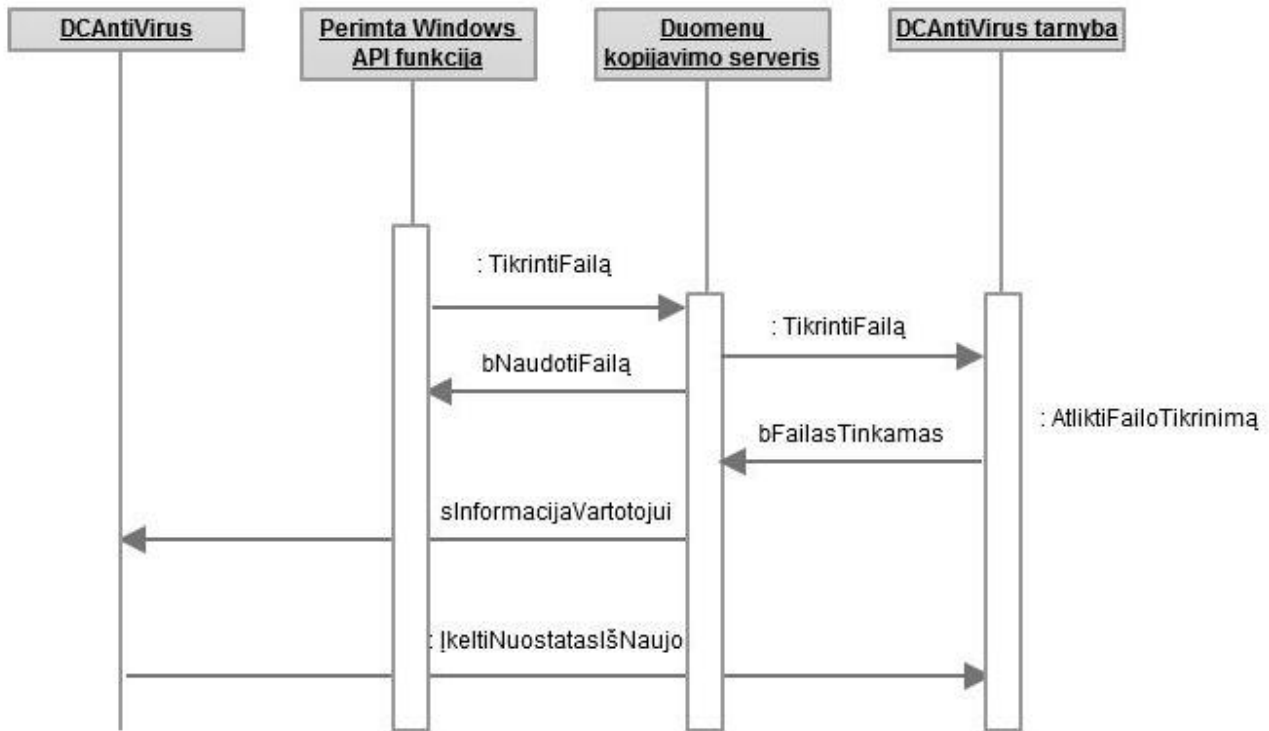 DCAntiVirus
Perimta Windows
API funkcija
Duomenų
kopijavimo serveris
DCAntiVirus tarnyba
: TikrintiFailą
: TikrintiFailą
bNaudotiFailą
: AtliktiFailoTikrinimą
bFailasTinkamas
sInformacijaVartotojui
: ĮkeltiNuostatasIšNaujo